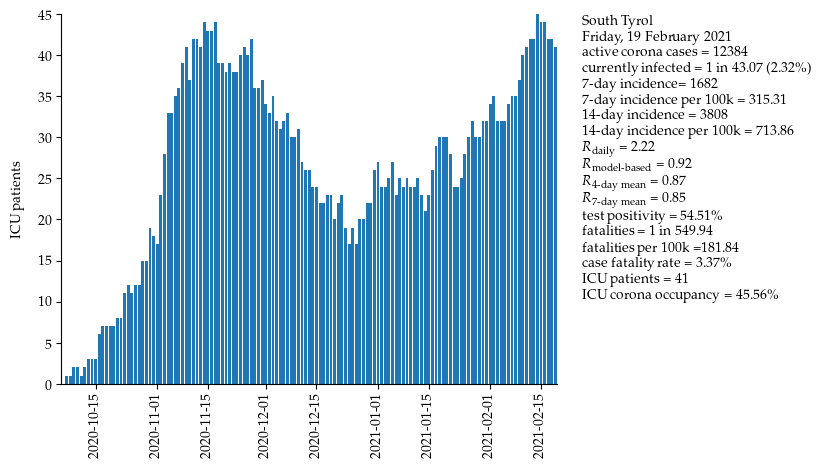 45
40
35
30
25
20
15
10
5
0
ICU patients
2020-10-15
2020-11-01
2020-11-15
2020-12-01
2020-12-15
2021-01-01
2021-01-15
2021-02-01
2021-02-15
South Tyrol
Friday, 19 February 2021
active corona cases = 12384
currently infected = 1 in 43.07 (2.32%)
7-day incidence= 1682
7-day incidence per 100k = 315.31
14-day incidence = 3808
14-day incidence per 100k = 713.86
R daily = 2.22
R model-based = 0.92
R 4-day mean = 0.87
R 7-day mean = 0.85
test positivity = 54.51%
fatalities = 1 in 549.94
fatalities per 100k =181.84
case fatality rate = 3.37%
ICU patients = 41
ICU corona occupancy = 45.56%